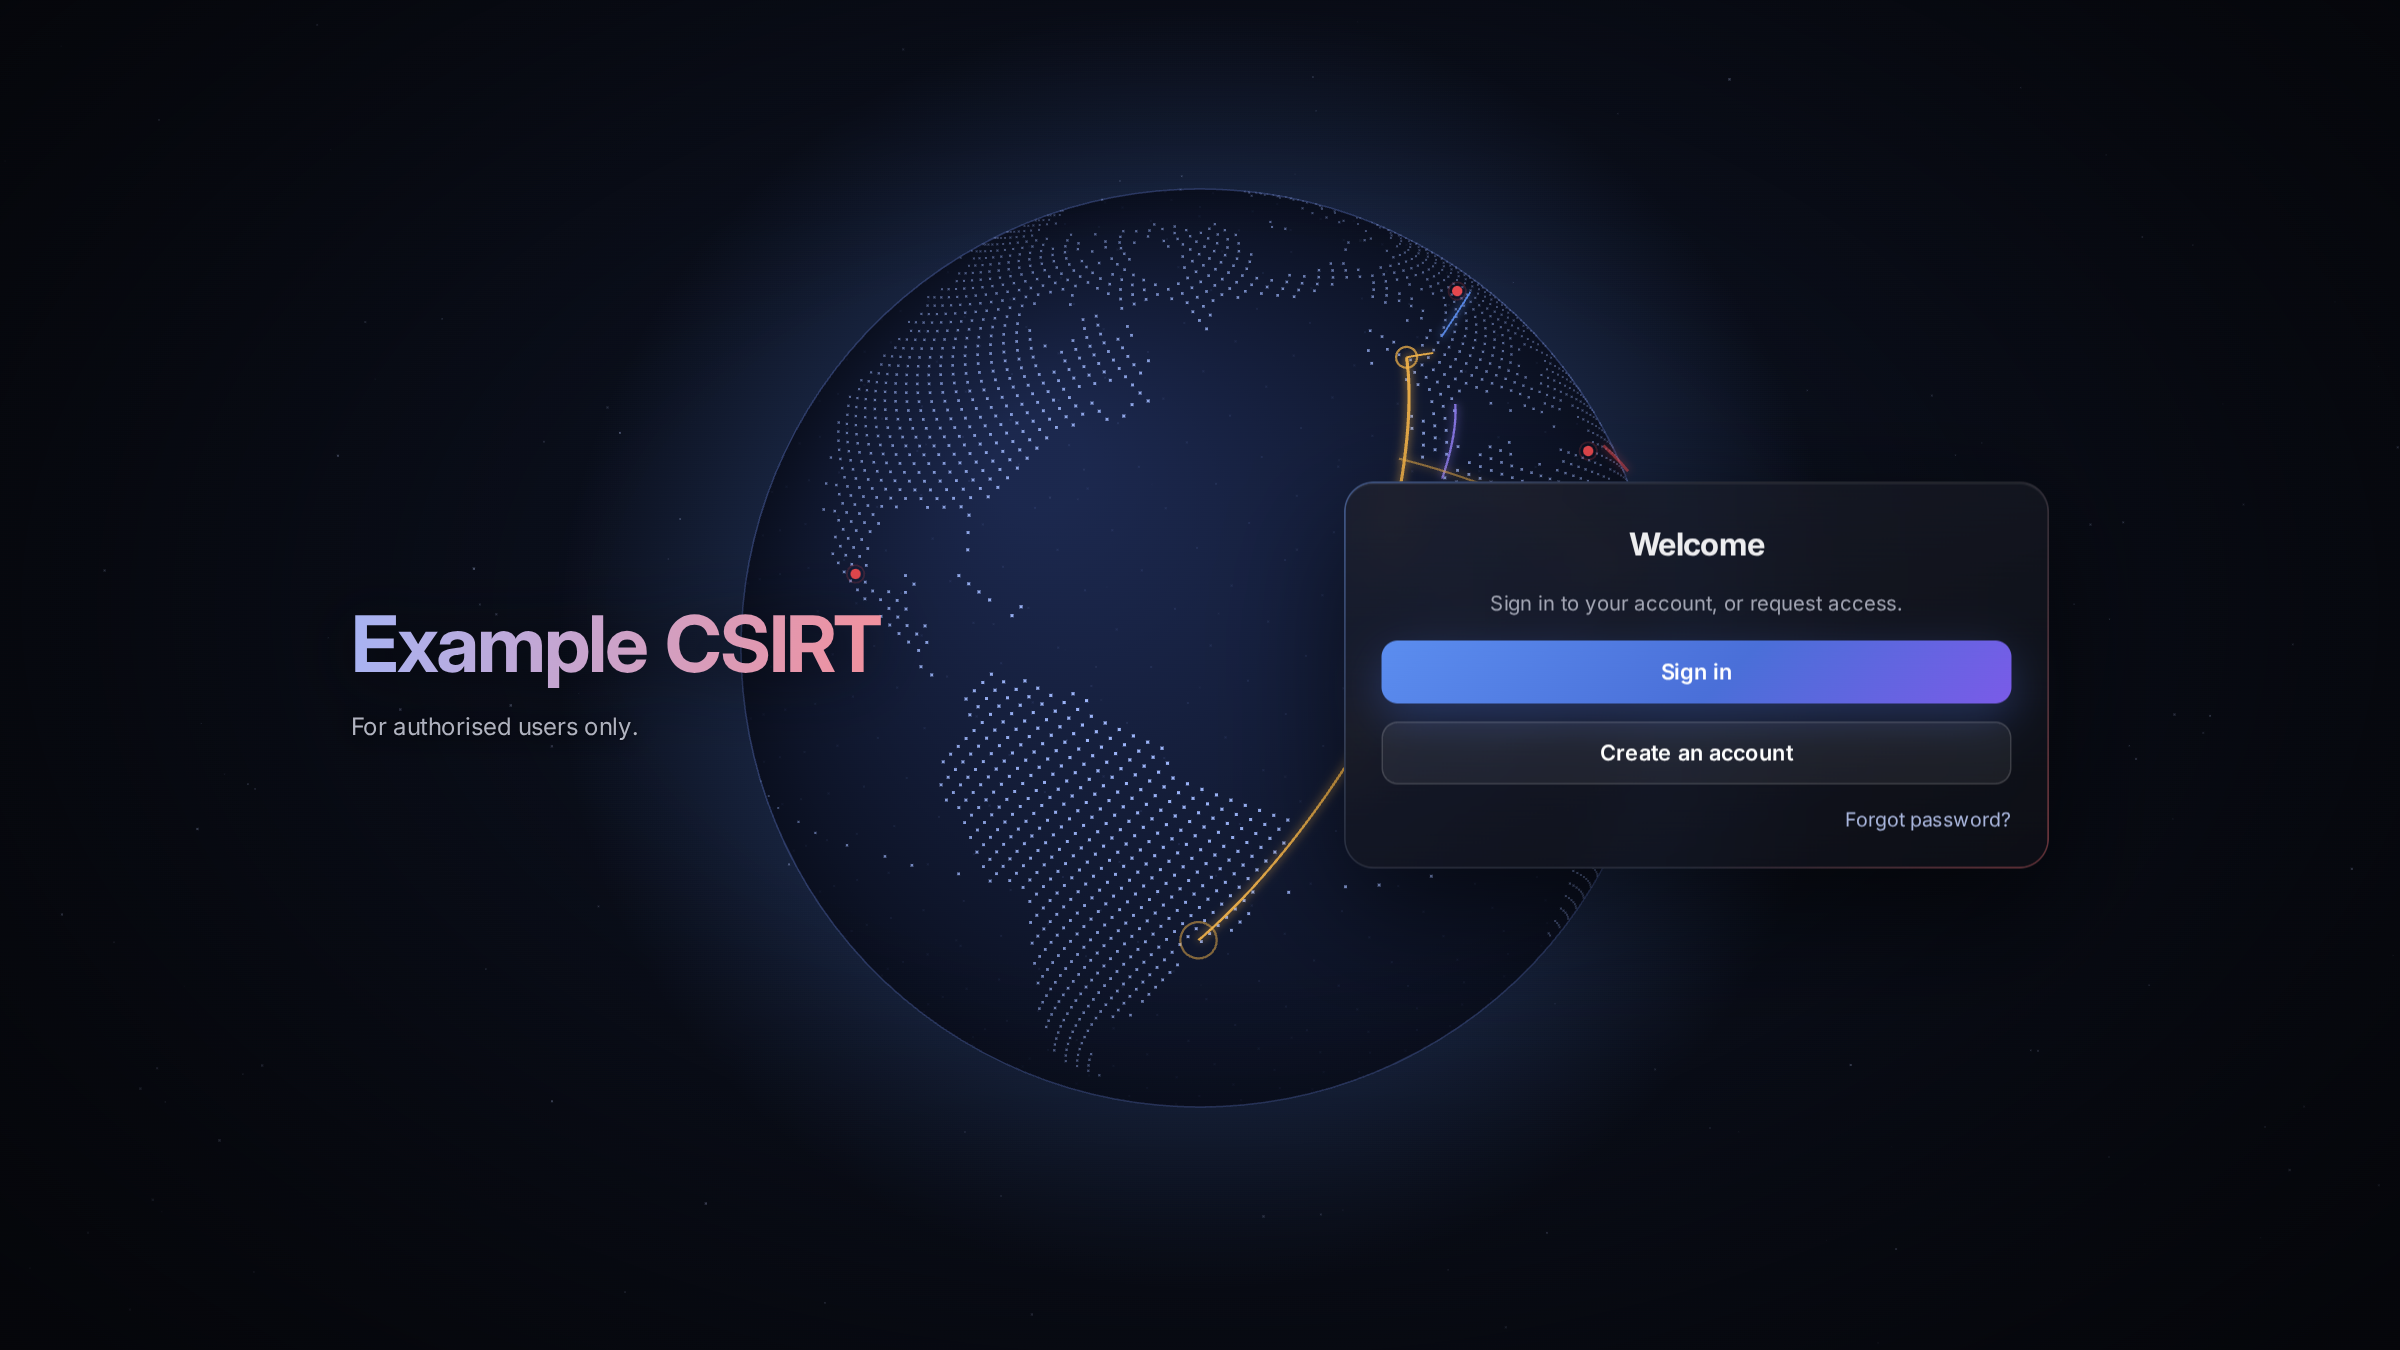 Example CSIRT
For authorised users only.
Welcome
Sign in to your account, or request access.
Sign in
Create an account
Forgot password?